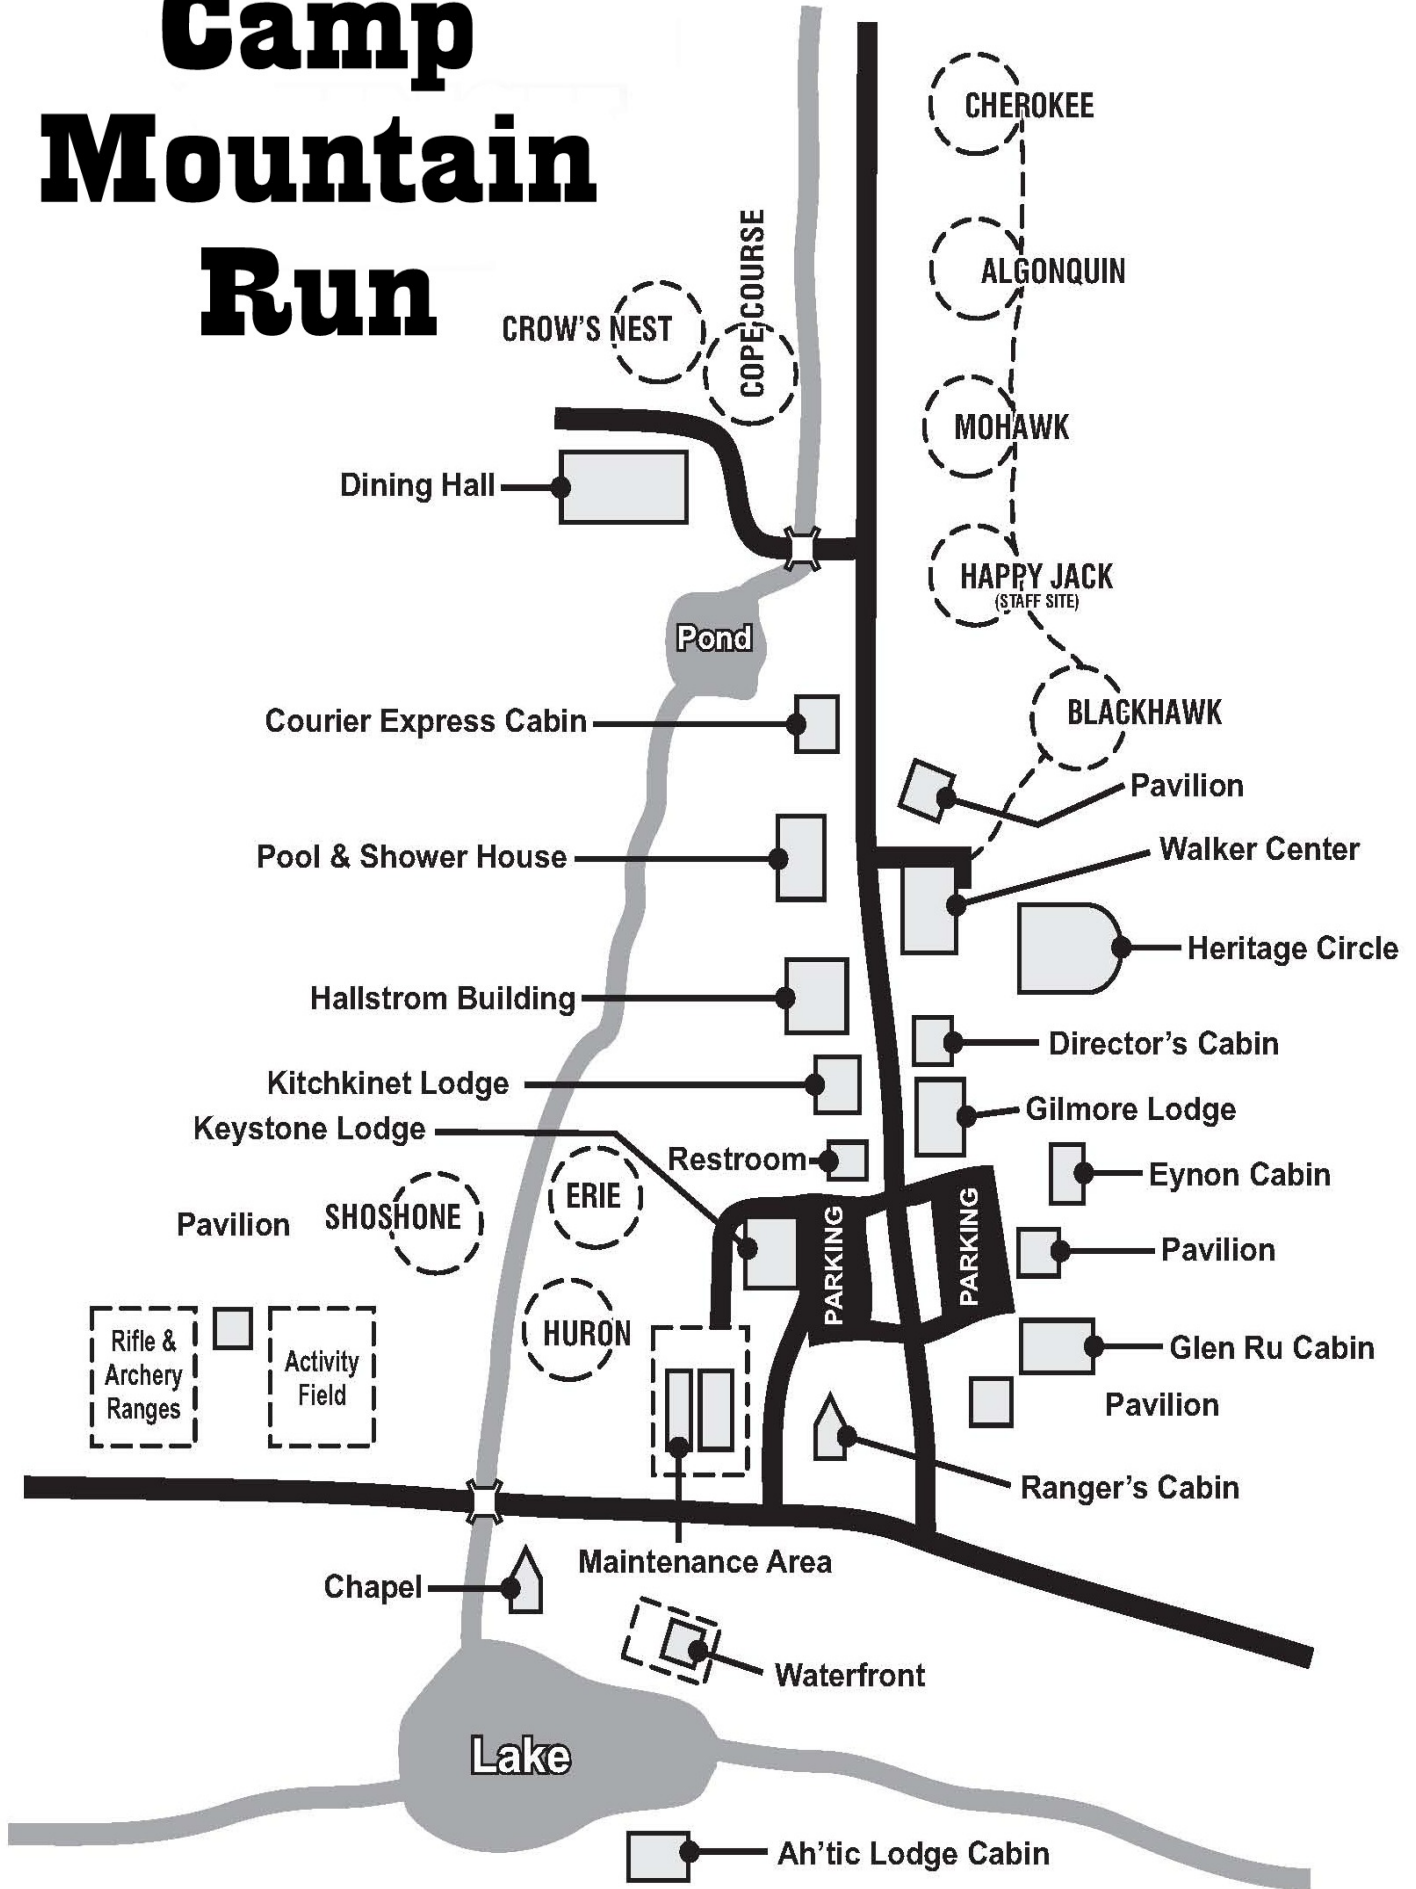 Camp
Mountain
Run
CHEROKEE
ALGONQUIN
COPE COURSE
CROW'S NEST
MOHAWK
Dining Hall
HAPPY JACK
(STAFF SITE)
Pond
BLACKHAWK
Courier Express Cabin
Pavilion
Walker Center
Pool & Shower House
Heritage Circle
Hallstrom Building
Director's Cabin
Kitchkinet Lodge
Gilmore Lodge
Keystone Lodge
Restroom
Eynon Cabin
ERIE
SHOSHONE
Pavilion
PARKING
PARKING
Pavilion
HURON
Rifle &
Archery
Ranges
Activity
Field
Glen Ru Cabin
Pavilion
Ranger's Cabin
Maintenance Area
Chapel
Waterfront
Lake
Ah'tic Lodge Cabin